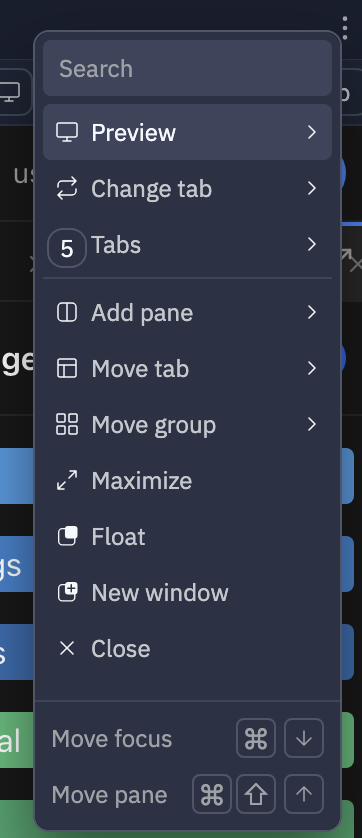 Search
Preview
Change tab
5 Tabs
Add pane
Move tab
Move group
Maximize
Float
New window
Close
Move focus ⌘ ↓
Move pane ⌘ ⇧ ↑